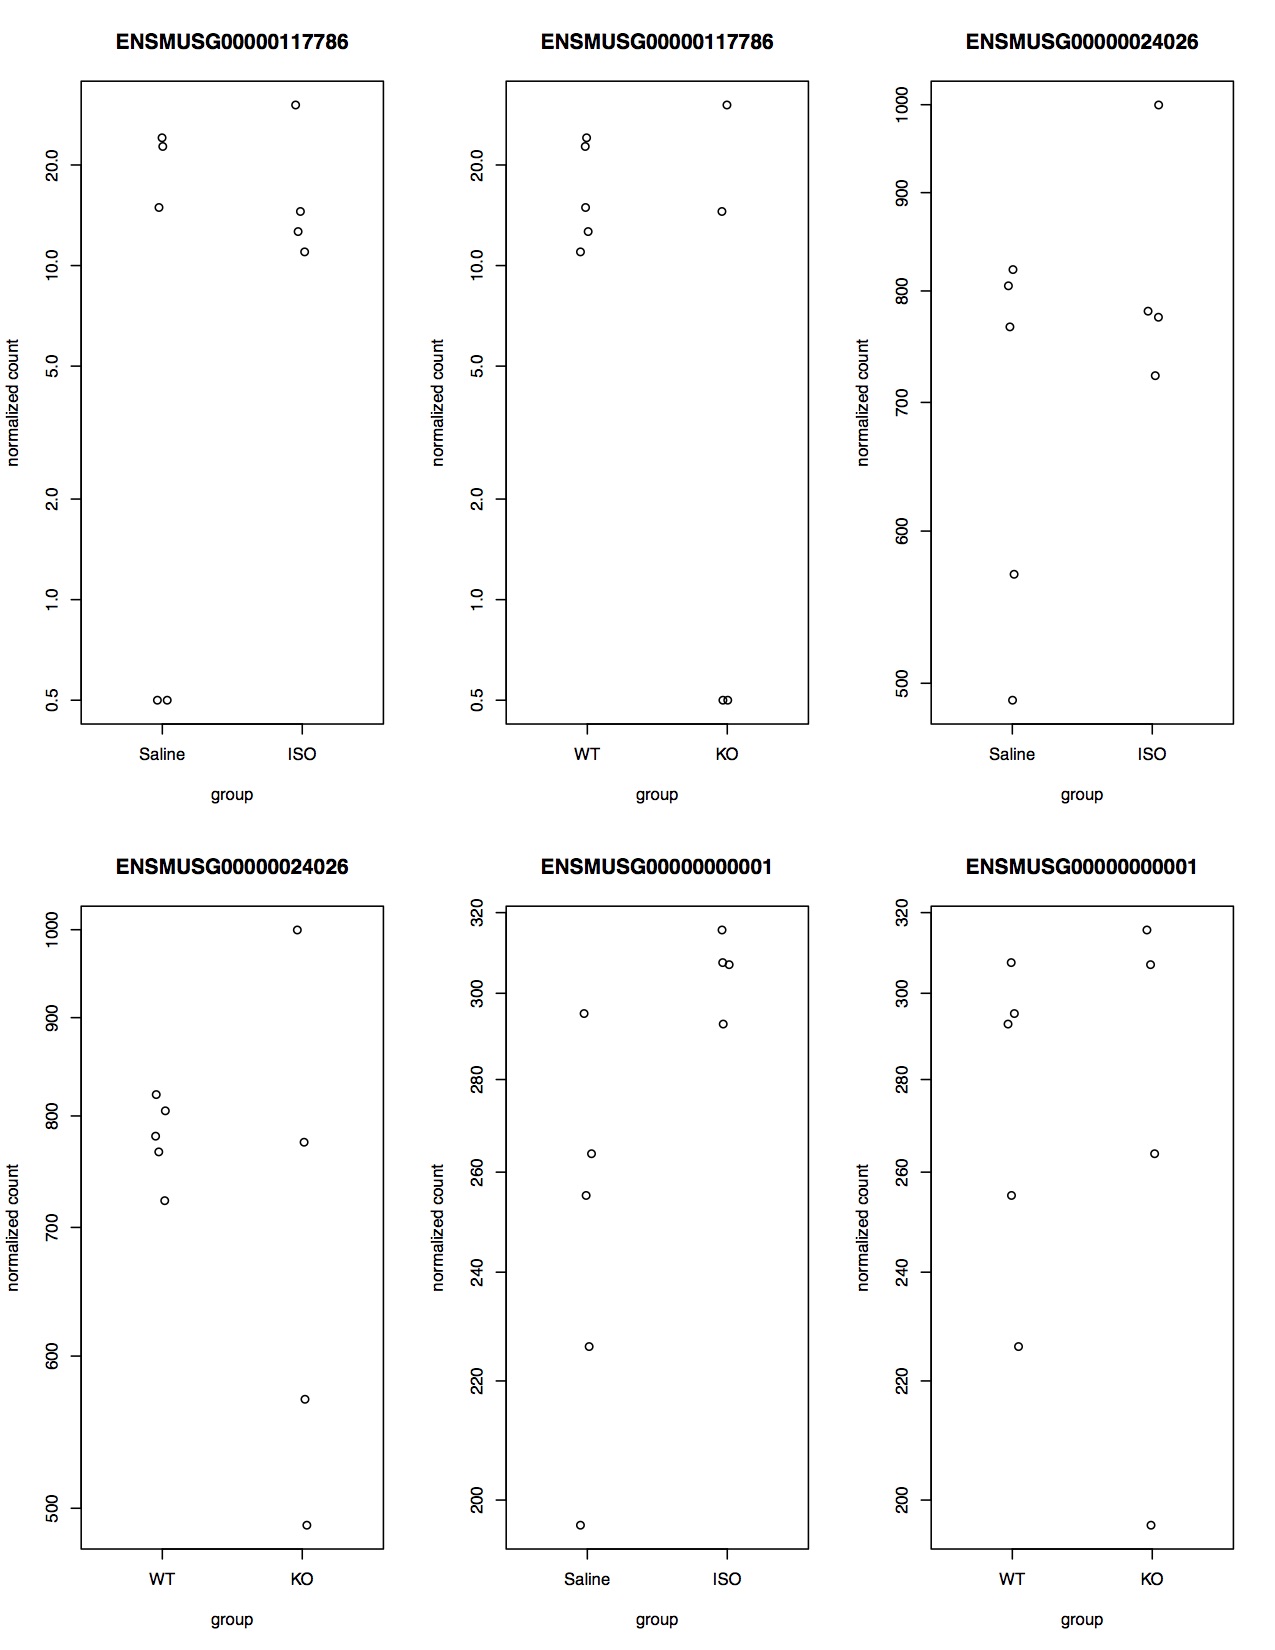 ENSMUSG00000117786
normalized count
20.0
10.0
5.0
2.0
1.0
0.5
Saline ISO
group
ENSMUSG00000117786
normalized count
20.0
10.0
5.0
2.0
1.0
0.5
WT KO
group
ENSMUSG00000024026
normalized count
1000
900
800
700
600
500
Saline ISO
group
ENSMUSG00000024026
normalized count
1000
900
800
700
600
500
WT KO
group
ENSMUSG00000000001
normalized count
320
300
280
260
240
220
200
Saline ISO
group
ENSMUSG00000000001
normalized count
320
300
280
260
240
220
200
WT KO
group